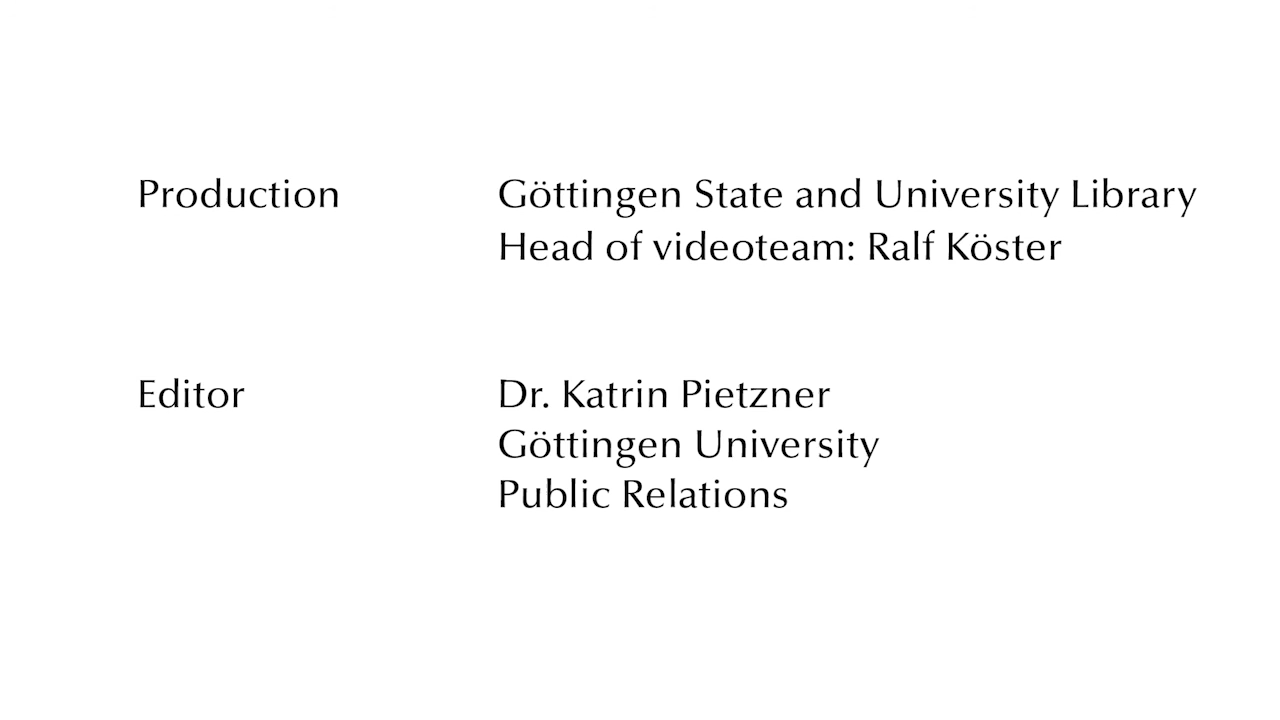 Production Göttingen State and University Library
Head of videoteam: Ralf Köster
Editor Dr. Katrin Pietzner
Göttingen University
Public Relations